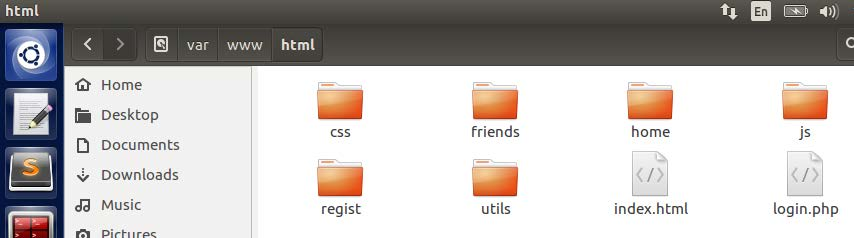 html
En
var www html
Home
Desktop
Documents
Downloads
Music
Pictures
css friends home js
regist utils index.html login.php